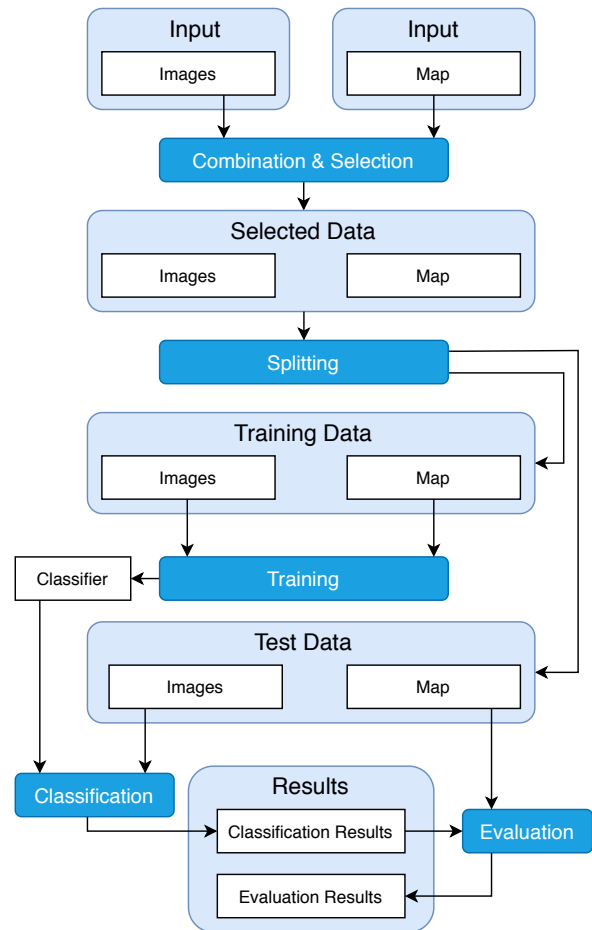 Input
Input
Images
Map
Combination & Selection
Selected Data
Images
Map
Splitting
Training Data
Images
Map
Classifier
Training
Test Data
Images
Map
Classification
Results
Classification Results
Evaluation
Evaluation Results